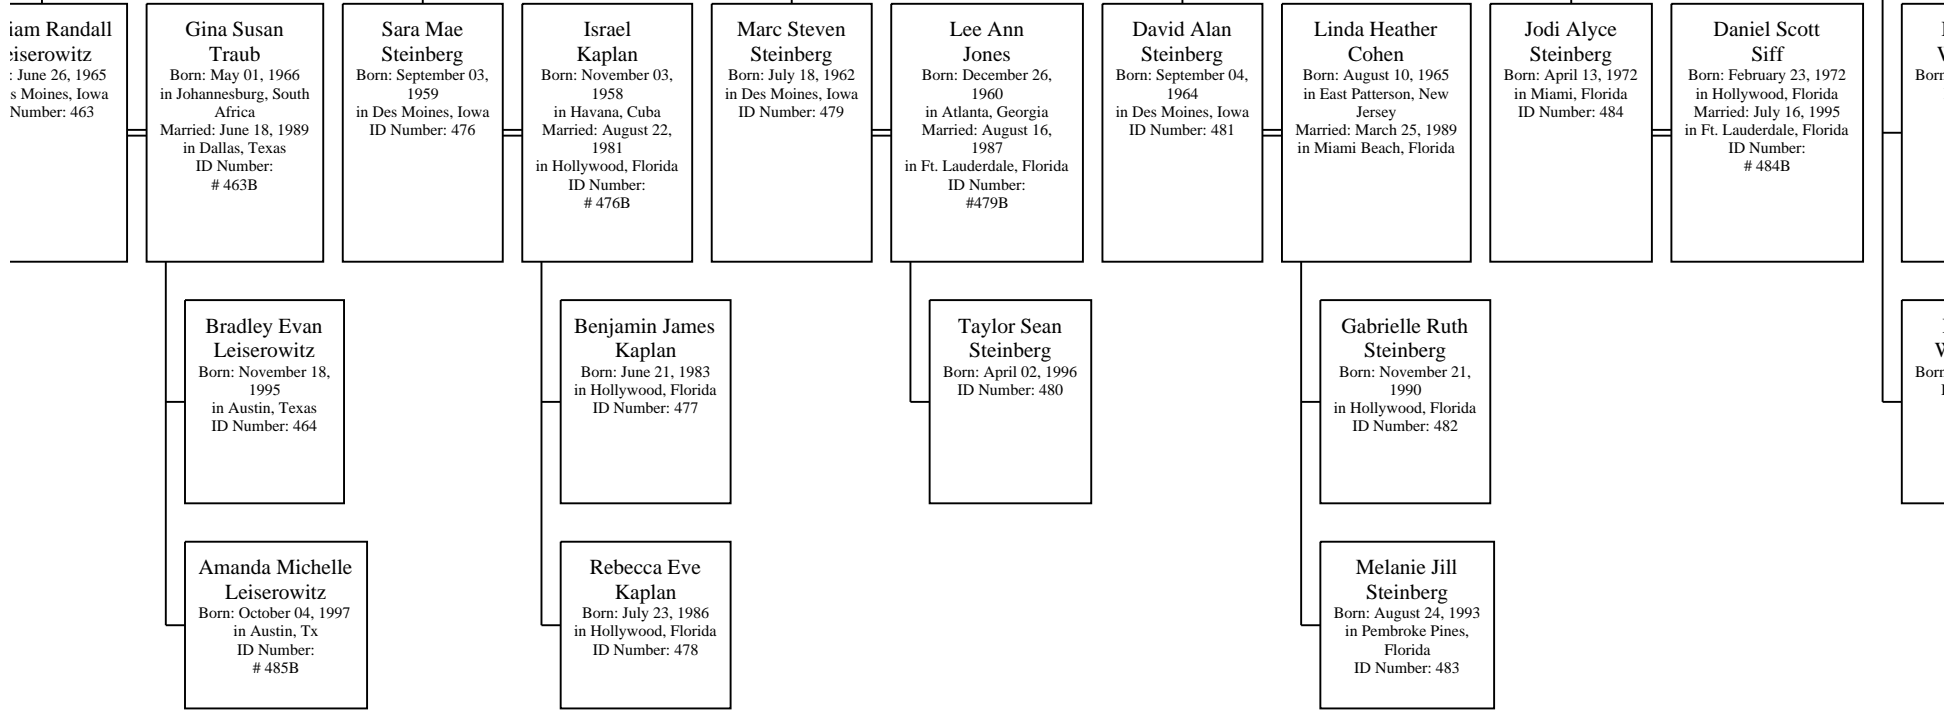 Randall
: June 26, 1965
Moines, Iowa
Number: 463
Gina Susan
Traub
Born: May 01, 1966
in Johannesburg, South
Africa
Married: June 18, 1989
in Dallas, Texas
ID Number:
# 463B
Sara Mae
Steinberg
Born: September 03,
1959
in Des Moines, Iowa
ID Number: 476
Israel
Kaplan
Born: November 03,
1958
in Havana, Cuba
Married: August 22,
1981
in Hollywood, Florida
ID Number:
# 476B
Marc Steven
Steinberg
Born: July 18, 1962
in Des Moines, Iowa
ID Number: 479
Lee Ann
Jones
Born: December 26,
1960
in Atlanta, Georgia
Married: August 16,
1987
in Ft. Lauderdale, Florida
ID Number:
#479B
David Alan
Steinberg
Born: September 04,
1964
in Des Moines, Iowa
ID Number: 481
Linda Heather
Cohen
Born: August 10, 1965
in East Patterson, New
Jersey
Married: March 25, 1989
in Miami Beach, Florida
Jodi Alyce
Steinberg
Born: April 13, 1972
in Miami, Florida
ID Number: 484
Daniel Scott
Siff
Born: February 23, 1972
in Hollywood, Florida
Married: July 16, 1995
in Ft. Lauderdale, Florida
ID Number:
# 484B
Born
Bradley Evan
Leiserowitz
Born: November 18,
1995
in Austin, Texas
ID Number: 464
Benjamin James
Kaplan
Born: June 21, 1983
in Hollywood, Florida
ID Number: 477
Taylor Sean
Steinberg
Born: April 02, 1996
ID Number: 480
Gabrielle Ruth
Steinberg
Born: November 21,
1990
in Hollywood, Florida
ID Number: 482
Born
Amanda Michelle
Leiserowitz
Born: October 04, 1997
in Austin, Tx
ID Number:
# 485B
Rebecca Eve
Kaplan
Born: July 23, 1986
in Hollywood, Florida
ID Number: 478
Melanie Jill
Steinberg
Born: August 24, 1993
in Pembroke Pines,
Florida
ID Number: 483